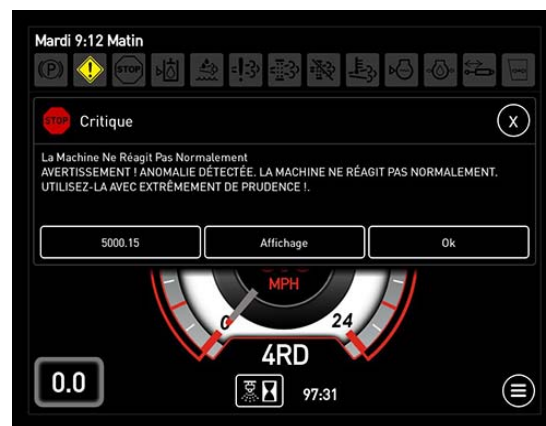 Mardi 9:12 Matin
P ! STOP
STOP Critique X
La Machine Ne Réagit Pas Normalement
AVERTISSEMENT ! ANOMALIE DÉTECTÉE. LA MACHINE NE RÉAGIT PAS NORMALEMENT.
UTILISEZ-LA AVEC EXTRÊMEMENT DE PRUDENCE !.
5000.15 Affichage Ok
MPH
0 24
4RD
0.0 97:31